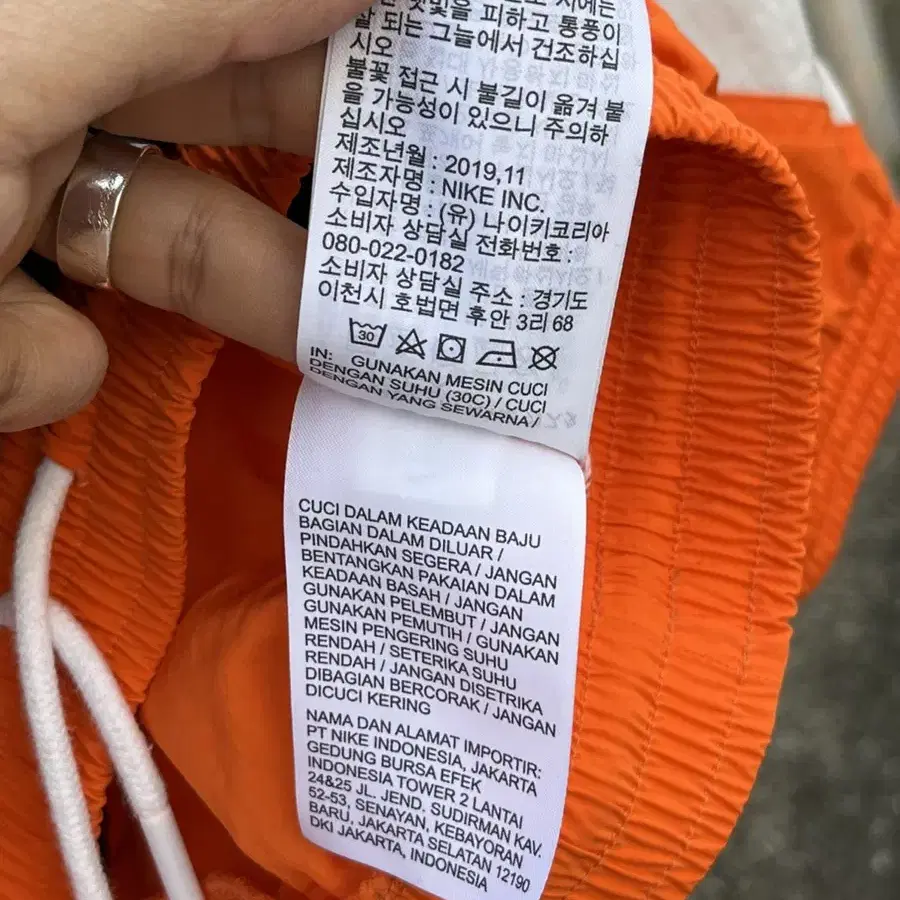 햇빛을 피하고 통풍이
잘 되는 그늘에서 건조하십
시오
불꽃 접근 시 불길이 옮겨 붙
을 가능성이 있으니 주의하
십시오
제조년월 : 2019,11
제조자명 : NIKE INC.
수입자명 : (유) 나이키코리아
소비자 상담실 전화번호 :
080-022-0182
소비자 상담실 주소 : 경기도
이천시 호법면 후안 3리 68
30
IN: GUNAKAN MESIN CUCI
DENGAN SUHU (30C) / CUCI
DENGAN YANG SEWARNA /
CUCI DALAM KEADAAN BAJU
BAGIAN DALAM DILUAR /
PINDAHKAN SEGERA / JANGAN
BENTANGKAN PAKAIAN DALAM
KEADAAN BASAH / JANGAN
GUNAKAN PELEMBUT / JANGAN
GUNAKAN PEMUTIH / GUNAKAN
MESIN PENGERING SUHU
RENDAH / SETERIKA SUHU
RENDAH / JANGAN DISETRIKA
DIBAGIAN BERCORAK / JANGAN
DICUCI KERING
NAMA DAN ALAMAT IMPORTIR:
PT NIKE INDONESIA, JAKARTA
GEDUNG BURSA EFEK
INDONESIA TOWER 2 LANTAI
24&25 JL. JEND, SUDIRMAN KAV.
52-53, SENAYAN, KEBAYORAN
BARU, JAKARTA SELATAN 12190
DKI JAKARTA, INDONESIA